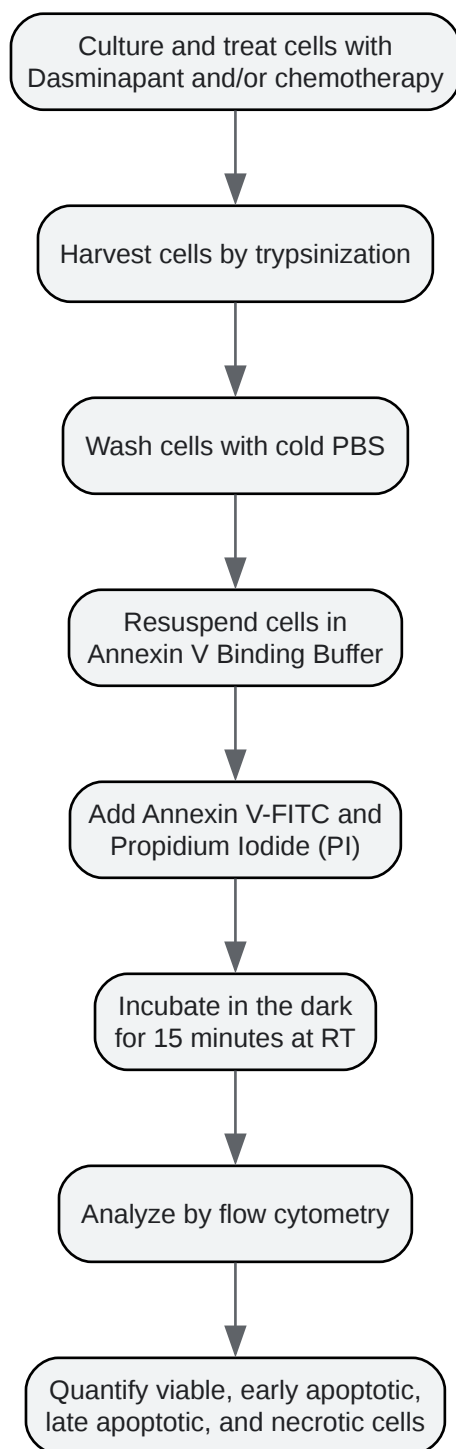 Culture and treat cells with
Dasminapant and/or chemotherapy
Harvest cells by trypsinization
Wash cells with cold PBS
Resuspend cells in
Annexin V Binding Buffer
Add Annexin V-FITC and
Propidium Iodide (PI)
Incubate in the dark
for 15 minutes at RT
Analyze by flow cytometry
Quantify viable, early apoptotic,
late apoptotic, and necrotic cells